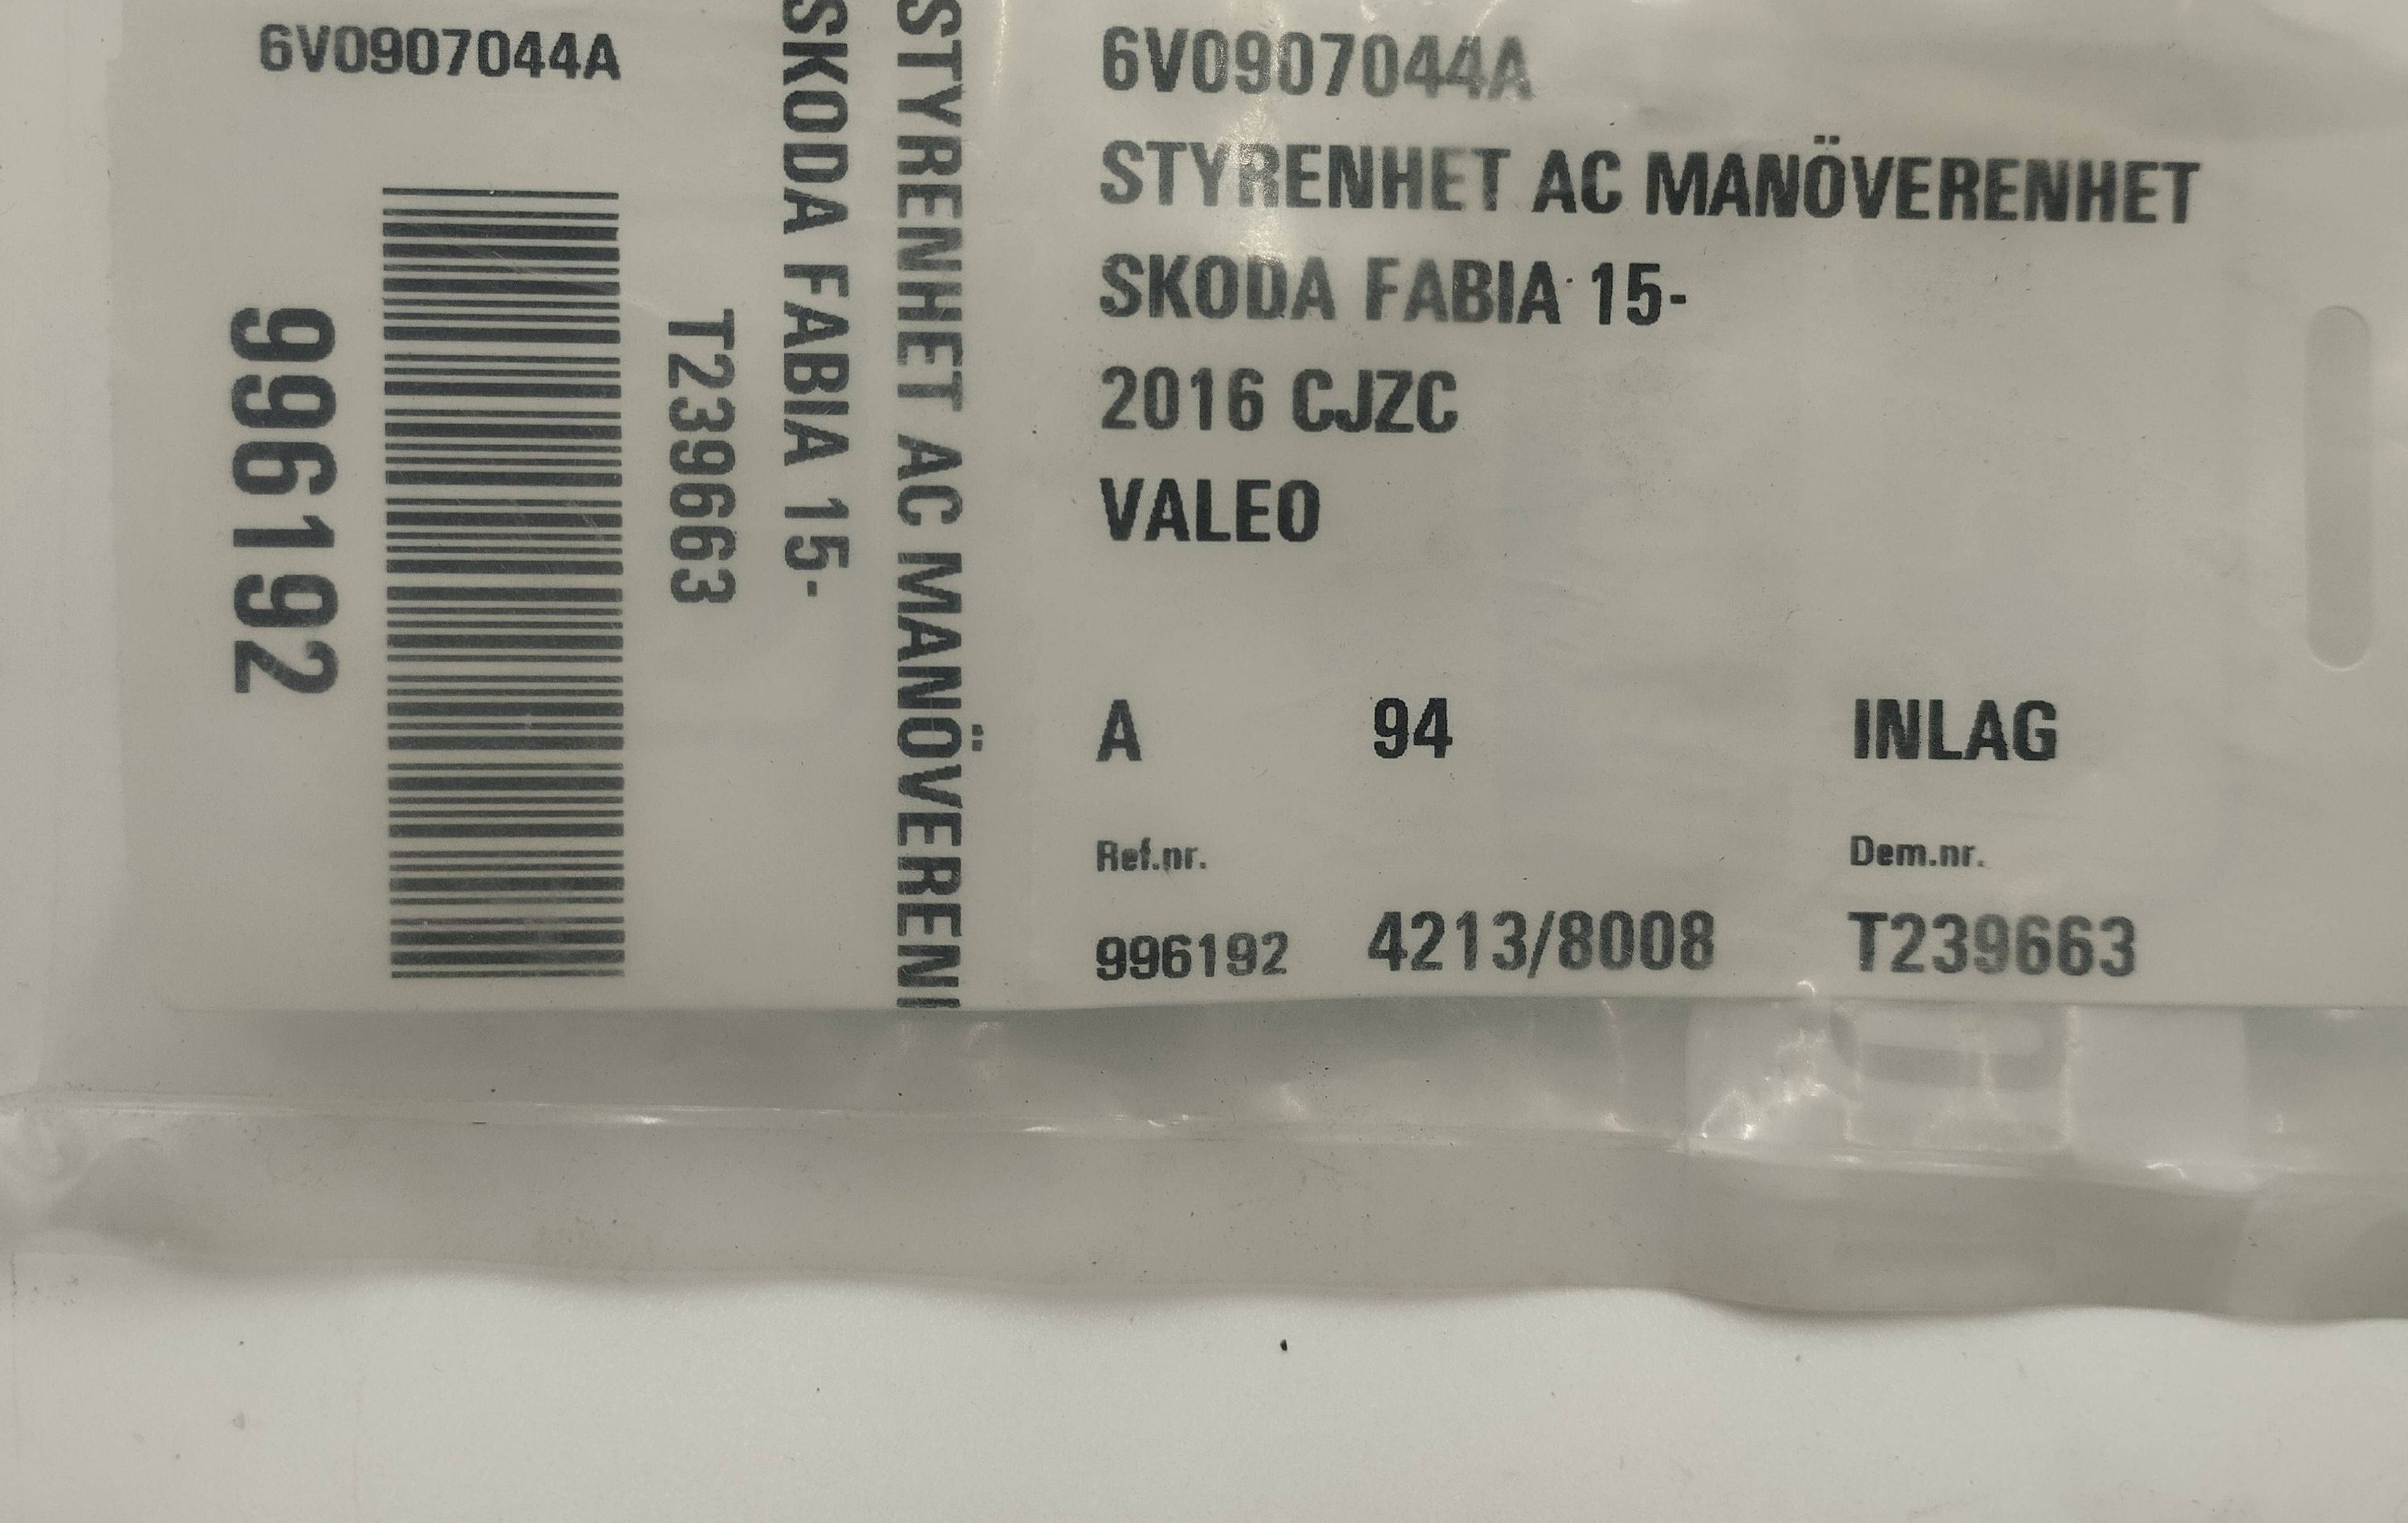 6V0907044A
996192
T239663
SKODA FABIA 15-
STYRENHET AC MANÖVEREN
6V0907044A
STYRENHET AC MANÖVERENHET
SKODA FABIA 15-
2016 CJZC
VALEO
A 94 INLAG
Ref.nr. Dem.nr.
996192 4213/8008 T239663